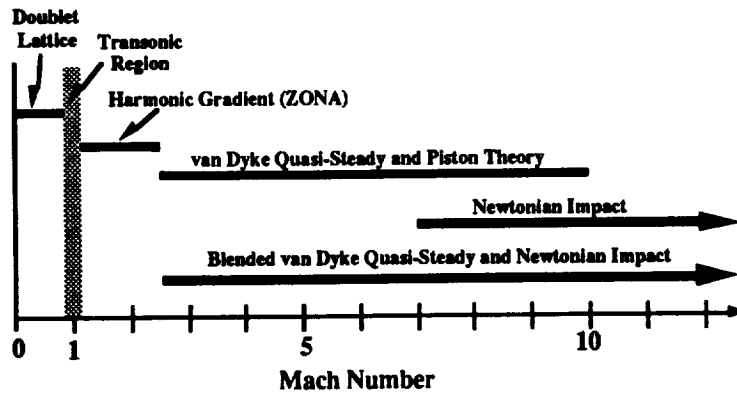 Doublet
Lattice
Transonic
Region
Harmonic Gradient (ZONA)
van Dyke Quasi-Steady and Piston Theory
Newtonian Impact
Blended van Dyke Quasi-Steady and Newtonian Impact
0 1 5 10
Mach Number